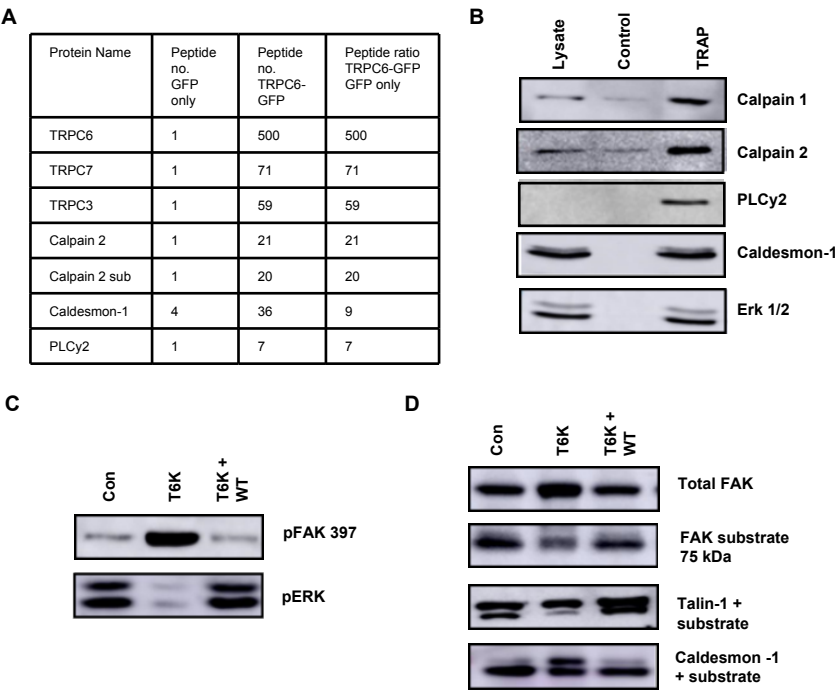 A
Protein Name
Peptide
no.
GFP
only
Peptide
no.
TRPC6-
GFP
Peptide ratio
TRPC6-GFP
GFP only
TRPC6 1 500 500
TRPC7 1 71 71
TRPC3 1 59 59
Calpain 2 1 21 21
Calpain 2 sub 1 20 20
Caldesmon-1 4 36 9
PLCy2 1 7 7
B
Lysate
Control
TRAP
Calpain 1
Calpain 2
PLCy2
Caldesmon-1
Erk 1/2
C
Con
T6K
T6K +
WT
pFAK 397
pERK
D
Con
T6K
T6K +
WT
Total FAK
FAK substrate
75 kDa
Talin-1 +
substrate
Caldesmon -1
+ substrate